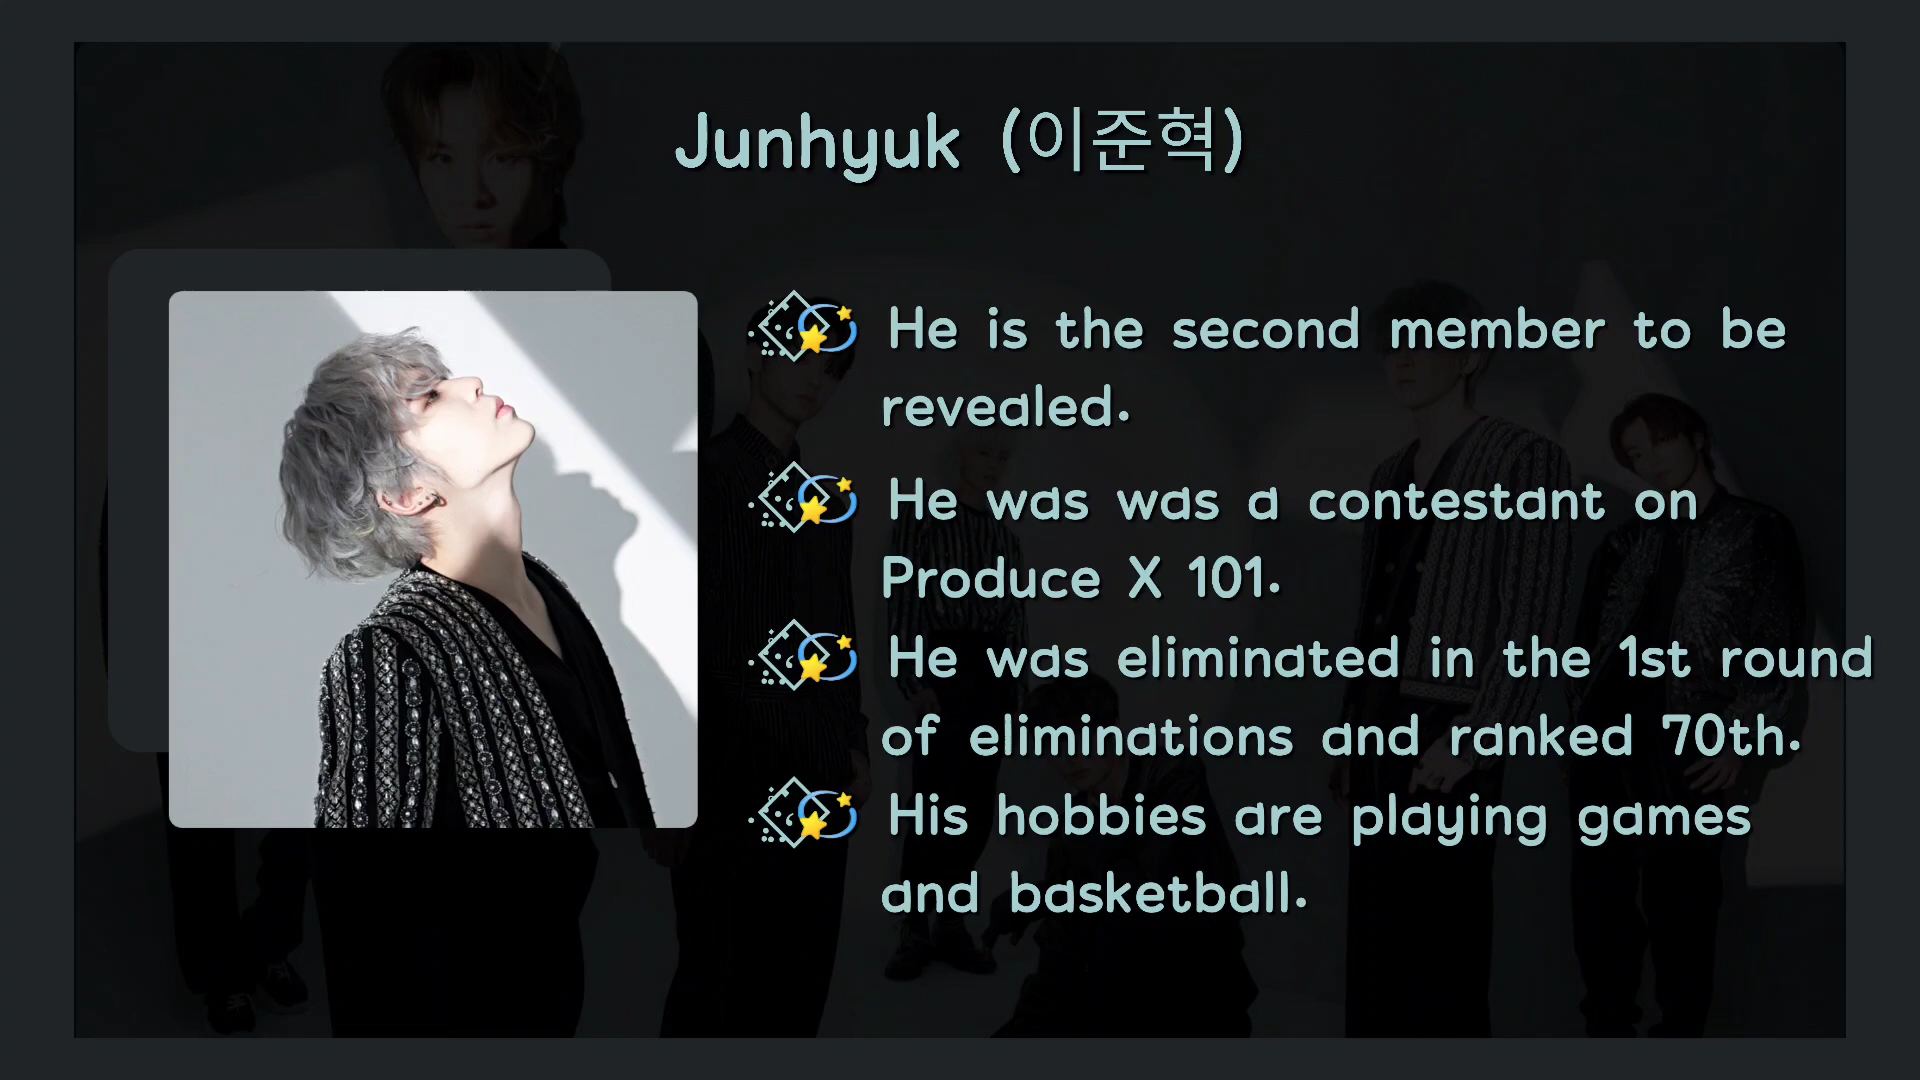 Junhyuk (이준혁)
He is the second member to be
revealed.
He was was a contestant on
Produce X 101.
He was eliminated in the 1st round
of eliminations and ranked 70th.
His hobbies are playing games
and basketball.